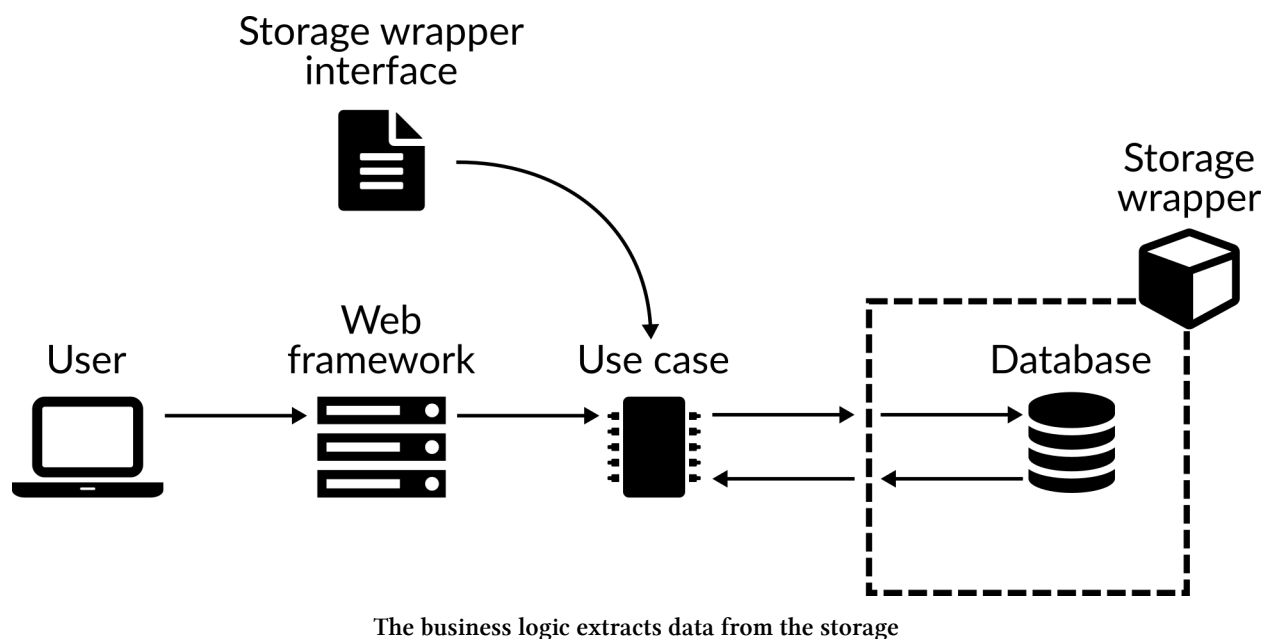 Storage wrapper
interface
Storage
wrapper
User
Web
framework
Use case
Database
The business logic extracts data from the storage